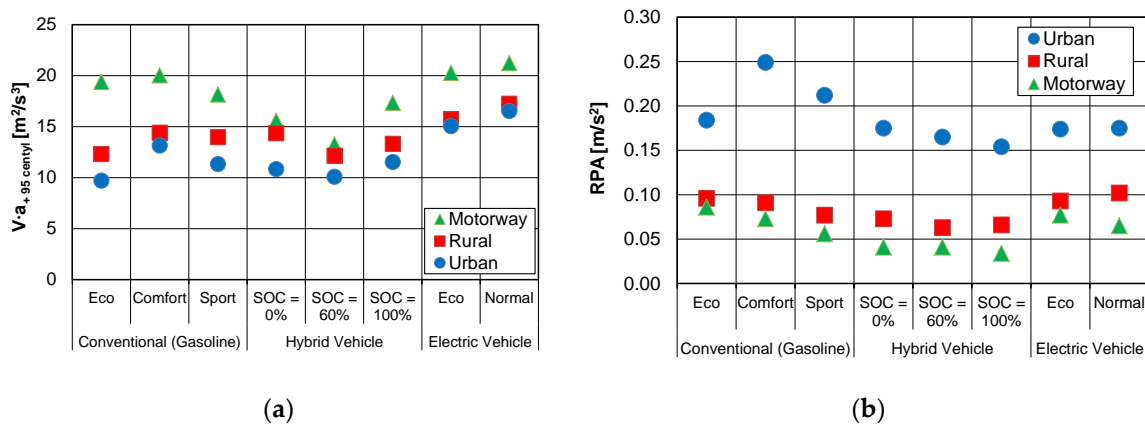 25
20
15
10
5
0
V·a+ 95 centyl [m²/s³]
Motorway
Rural
Urban
Eco Comfort Sport SOC = 0% SOC = 60% SOC = 100% Eco Normal
Conventional (Gasoline) Hybrid Vehicle Electric Vehicle
(a)
0.30
0.25
0.20
0.15
0.10
0.05
0.00
RPA [m/s²]
Urban
Rural
Motorway
Eco Comfort Sport SOC = 0% SOC = 60% SOC = 100% Eco Normal
Conventional (Gasoline) Hybrid Vehicle Electric Vehicle
(b)